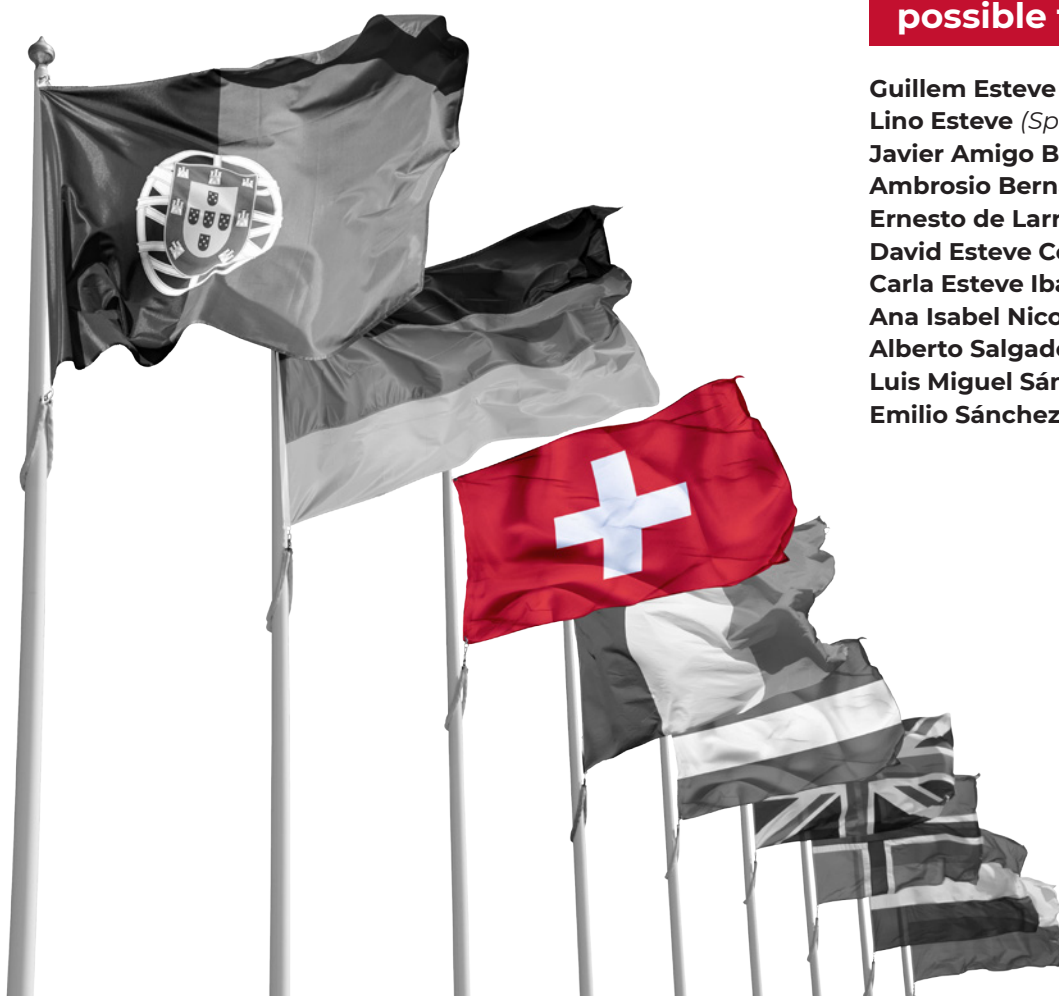 possible
Guillem Esteve
Lino Esteve (Sp
Javier Amigo B
Ambrosio Bern
Ernesto de Larr
David Esteve Co
Carla Esteve Iba
Ana Isabel Nico
Alberto Salgado
Luis Miguel Sán
Emilio Sánchez